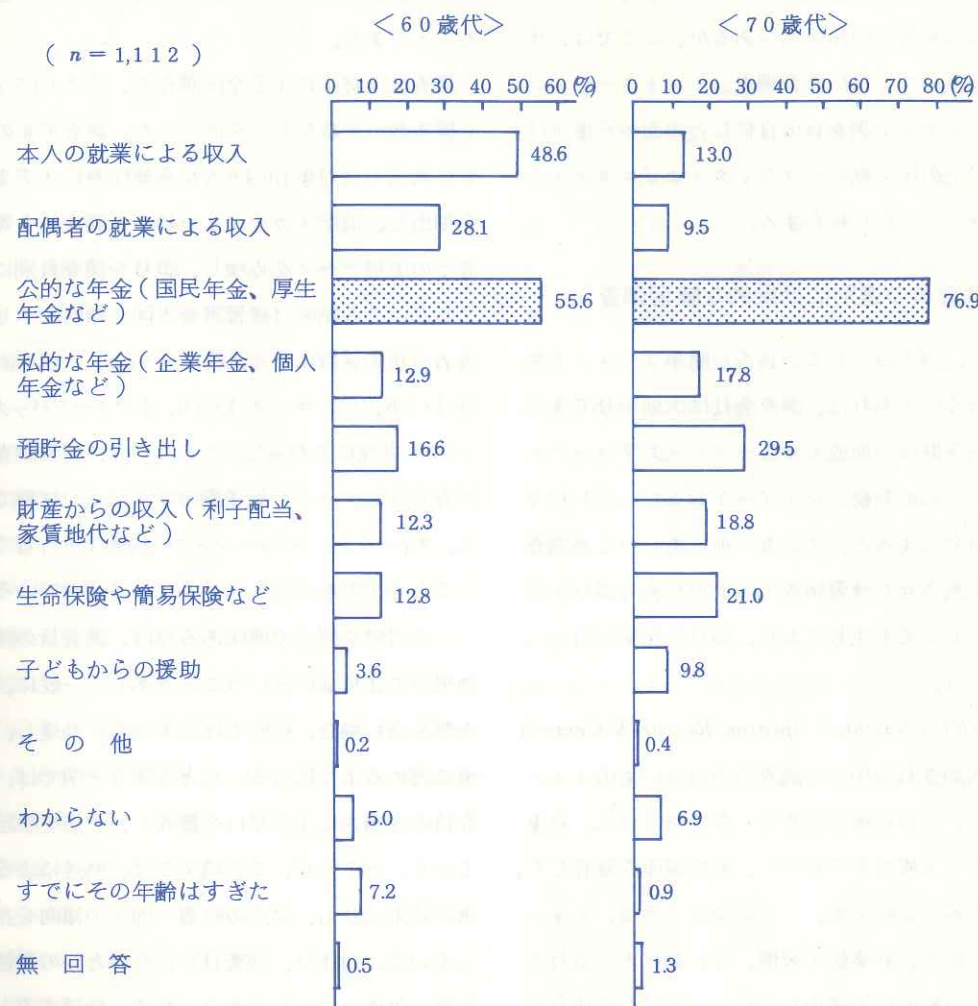 <60歳代> <70歳代>
( n = 1,112 )
0 10 20 30 40 50 60 (%) 0 10 20 30 40 50 60 70 80 (%)
本人の就業による収入 48.6 13.0
配偶者の就業による収入 28.1 9.5
公的な年金(国民年金、厚生
年金など) 55.6 76.9
私的な年金(企業年金、個人
年金など) 12.9 17.8
預貯金の引き出し 16.6 29.5
財産からの収入(利子配当、
家賃地代など) 12.3 18.8
生命保険や簡易保険など 12.8 21.0
子どもからの援助 3.6 9.8
その他 0.2 0.4
わからない 5.0 6.9
すでにその年齢はすぎた 7.2 0.9
無回答 0.5 1.3